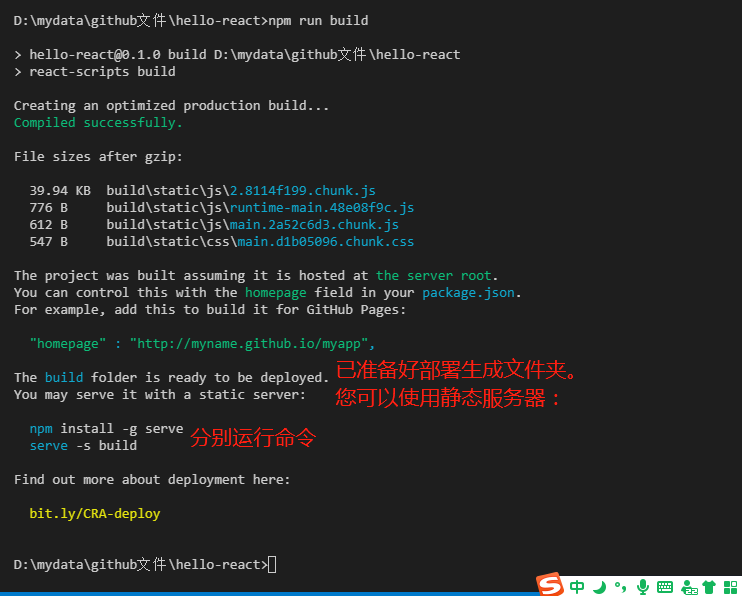 D:\mydata\github文件\hello-react>npm run build
> hello-react@0.1.0 build D:\mydata\github文件\hello-react
> react-scripts build
Creating an optimized production build...
Compiled successfully.
File sizes after gzip:
39.94 KB  build\static\js\2.8114f199.chunk.js
776 B     build\static\js\runtime-main.48e08f9c.js
612 B     build\static\js\main.2a52c6d3.chunk.js
547 B     build\static\css\main.d1b05096.chunk.css
The project was built assuming it is hosted at the server root.
You can control this with the homepage field in your package.json.
For example, add this to build it for GitHub Pages:
"homepage" : "http://myname.github.io/myapp",
The build folder is ready to be deployed. 已准备好部署生成文件夹。
You may serve it with a static server: 您可以使用静态服务器：
npm install -g serve
分别运行命令
serve -s build
Find out more about deployment here:
bit.ly/CRA-deploy
D:\mydata\github文件\hello-react>
S 中